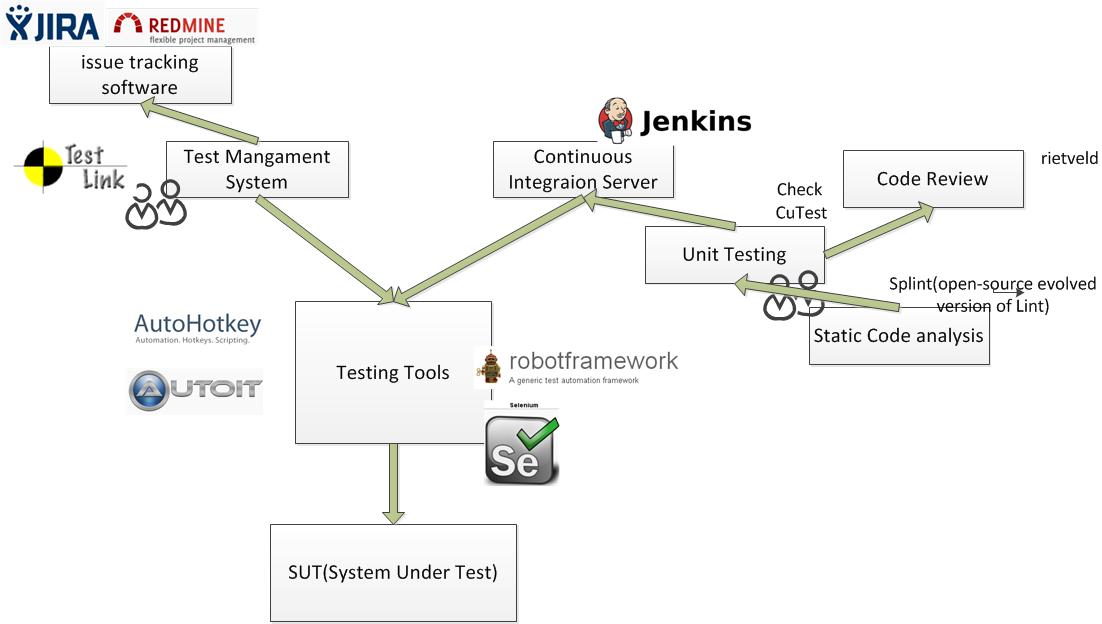 JIRA
REDMINE
flexible project management
issue tracking
software
Jenkins
Test
Link
Test Mangament
System
Continuous
Integraion Server
rietveld
Code Review
Check
CuTest
Unit Testing
Splint(open-source evolved
version of Lint)
Static Code analysis
AutoHotkey
Automation. Hotkeys. Scripting.
AUTOIT
Testing Tools
robotframework
A generic test automation framework
Selenium
Se
SUT(System Under Test)